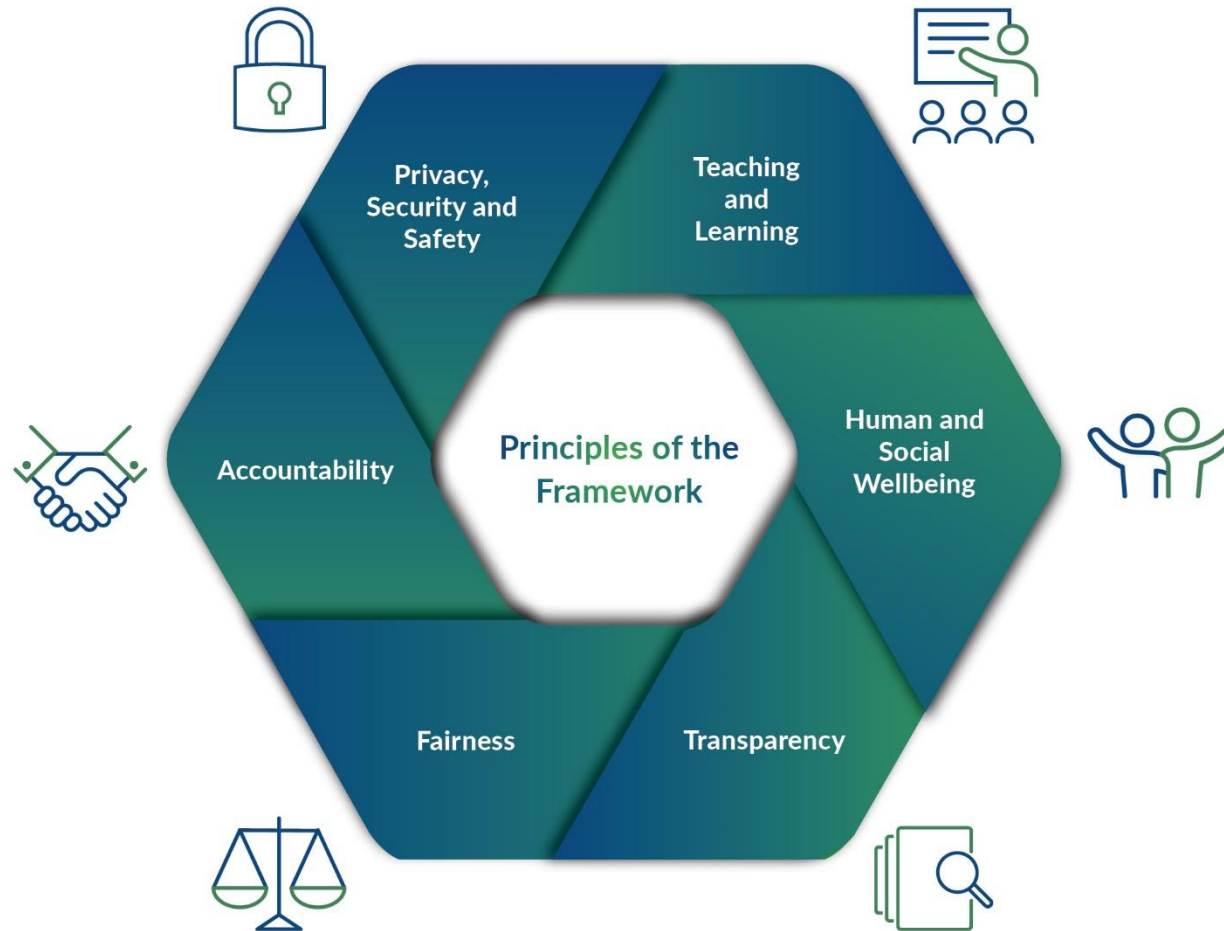 Principles of the
Framework
Teaching
and
Learning
Human and
Social
Wellbeing
Transparency
Fairness
Accountability
Privacy,
Security and
Safety